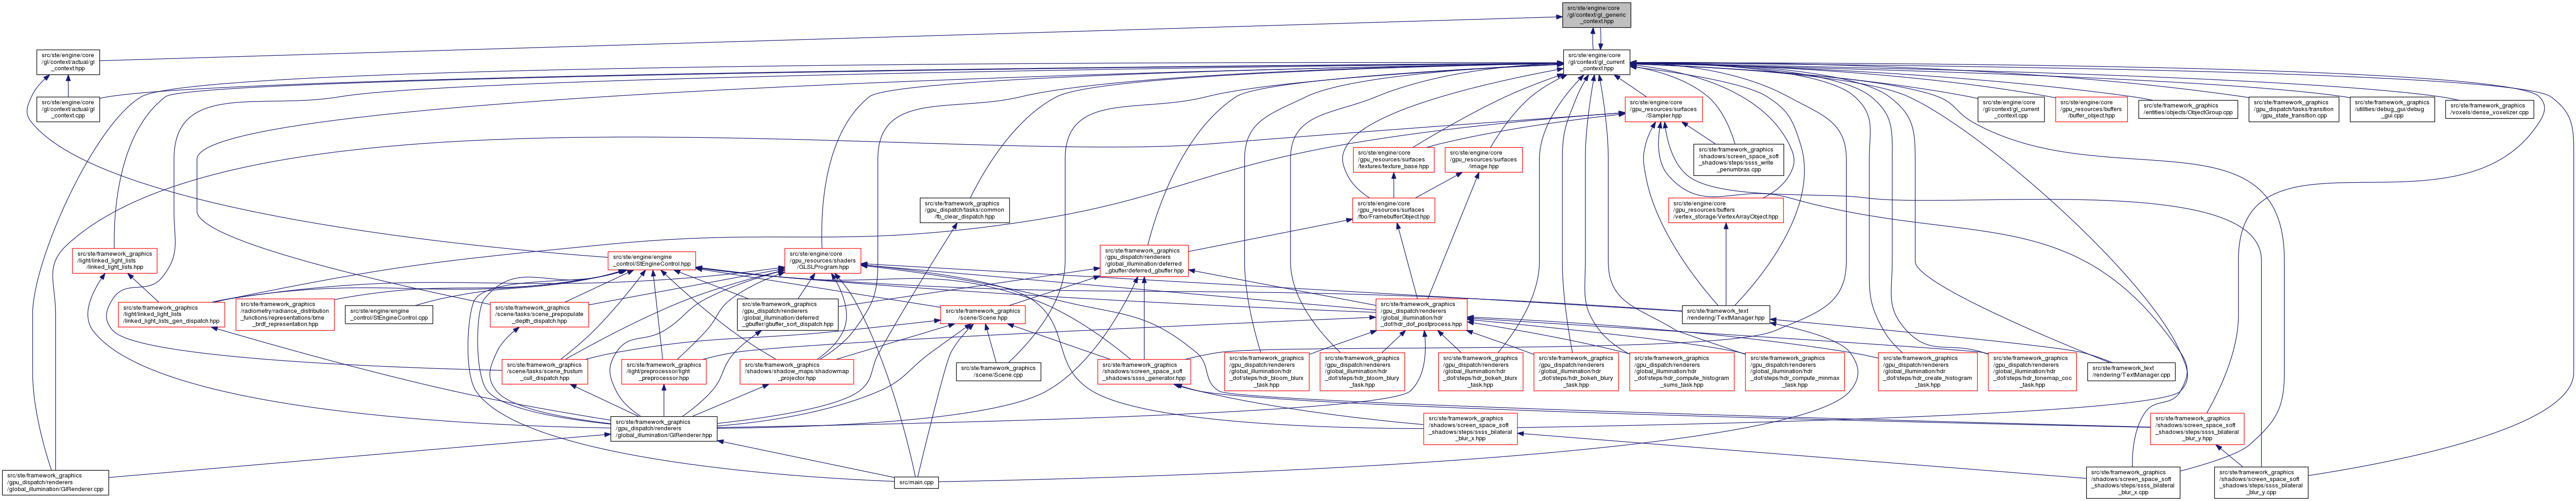 src/ste/engine/core
/gl/context/gl_generic
_context.hpp
src/ste/engine/core
/gl/context/actual/gl
_context.hpp
src/ste/engine/core
/gl/context/gl_current
_context.hpp
src/ste/engine/core
/gl/context/actual/gl
_context.cpp
src/ste/engine/core
/gpu_resources/surfaces
/Sampler.hpp
src/ste/engine/core
/gl/context/gl_current
_context.cpp
src/ste/engine/core
/gpu_resources/buffers
/buffer_object.hpp
src/ste/framework_graphics
/entities/objects/ObjectGroup.cpp
src/ste/framework_graphics
/gpu_dispatch/tasks/transition
/gpu_state_transition.cpp
src/ste/framework_graphics
/utilities/debug_gui/debug
_gui.cpp
src/ste/framework_graphics
/voxels/dense_voxelizer.cpp
src/ste/engine/core
/gpu_resources/surfaces
/textures/texture_base.hpp
src/ste/engine/core
/gpu_resources/surfaces
/image.hpp
src/ste/framework_graphics
/shadows/screen_space_soft
_shadows/steps/ssss_write
_penumbras.cpp
src/ste/framework_graphics
/gpu_dispatch/tasks/common
/fb_clear_dispatch.hpp
src/ste/engine/core
/gpu_resources/surfaces
/fbo/FramebufferObject.hpp
src/ste/engine/core
/gpu_resources/buffers
/vertex_storage/VertexArrayObject.hpp
src/ste/framework_graphics
/light/linked_light_lists
/linked_light_lists.hpp
src/ste/engine/engine
_control/StEngineControl.hpp
src/ste/engine/core
/gpu_resources/shaders
/GLSLProgram.hpp
src/ste/framework_graphics
/gpu_dispatch/renderers
/global_illumination/deferred
_gbuffer/deferred_gbuffer.hpp
src/ste/framework_graphics
/light/linked_light_lists
/linked_light_lists_gen_dispatch.hpp
src/ste/framework_graphics
/radiometry/radiance_distribution
_functions/representations/bme
_brdf_representation.hpp
src/ste/engine/engine
_control/StEngineControl.cpp
src/ste/framework_graphics
/scene/tasks/scene_prepopulate
_depth_dispatch.hpp
src/ste/framework_graphics
/gpu_dispatch/renderers
/global_illumination/deferred
_gbuffer/gbuffer_sort_dispatch.hpp
src/ste/framework_graphics
/scene/Scene.hpp
src/ste/framework_graphics
/gpu_dispatch/renderers
/global_illumination/hdr
_dof/hdr_dof_postprocess.hpp
src/ste/framework_text
/rendering/TextManager.hpp
src/ste/framework_graphics
/scene/tasks/scene_frustum
_cull_dispatch.hpp
src/ste/framework_graphics
/light/preprocessor/light
_preprocessor.hpp
src/ste/framework_graphics
/shadows/shadow_maps/shadowmap
_projector.hpp
src/ste/framework_graphics
/scene/Scene.cpp
src/ste/framework_graphics
/shadows/screen_space_soft
_shadows/ssss_generator.hpp
src/ste/framework_graphics
/gpu_dispatch/renderers
/global_illumination/hdr
_dof/steps/hdr_bloom_blurx
_task.hpp
src/ste/framework_graphics
/gpu_dispatch/renderers
/global_illumination/hdr
_dof/steps/hdr_bloom_blury
_task.hpp
src/ste/framework_graphics
/gpu_dispatch/renderers
/global_illumination/hdr
_dof/steps/hdr_bokeh_blurx
_task.hpp
src/ste/framework_graphics
/gpu_dispatch/renderers
/global_illumination/hdr
_dof/steps/hdr_bokeh_blury
_task.hpp
src/ste/framework_graphics
/gpu_dispatch/renderers
/global_illumination/hdr
_dof/steps/hdr_compute_histogram
_sums_task.hpp
src/ste/framework_graphics
/gpu_dispatch/renderers
/global_illumination/hdr
_dof/steps/hdr_compute_minmax
_task.hpp
src/ste/framework_graphics
/gpu_dispatch/renderers
/global_illumination/hdr
_dof/steps/hdr_create_histogram
_task.hpp
src/ste/framework_graphics
/gpu_dispatch/renderers
/global_illumination/hdr
_dof/steps/hdr_tonemap_coc
_task.hpp
src/ste/framework_text
/rendering/TextManager.cpp
src/ste/framework_graphics
/gpu_dispatch/renderers
/global_illumination/GIRenderer.hpp
src/ste/framework_graphics
/shadows/screen_space_soft
_shadows/steps/ssss_bilateral
_blur_x.hpp
src/ste/framework_graphics
/shadows/screen_space_soft
_shadows/steps/ssss_bilateral
_blur_y.hpp
src/ste/framework_graphics
/gpu_dispatch/renderers
/global_illumination/GIRenderer.cpp
src/main.cpp
src/ste/framework_graphics
/shadows/screen_space_soft
_shadows/steps/ssss_bilateral
_blur_x.cpp
src/ste/framework_graphics
/shadows/screen_space_soft
_shadows/steps/ssss_bilateral
_blur_y.cpp